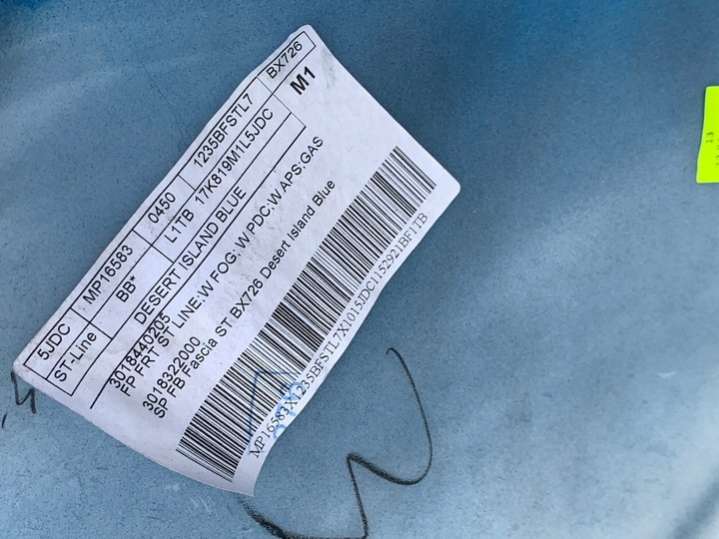 5JDC MP16583 0450 1235BFSTL7 BX726
ST-Line BB* L1TB 17K819M1L5JDC M1
DESERT ISLAND BLUE
3018440205
FP FRT ST LINE:W FOG: W/PDC:W APS:GAS
3018322000
SP FB Fascia ST BX726 Desert Island Blue